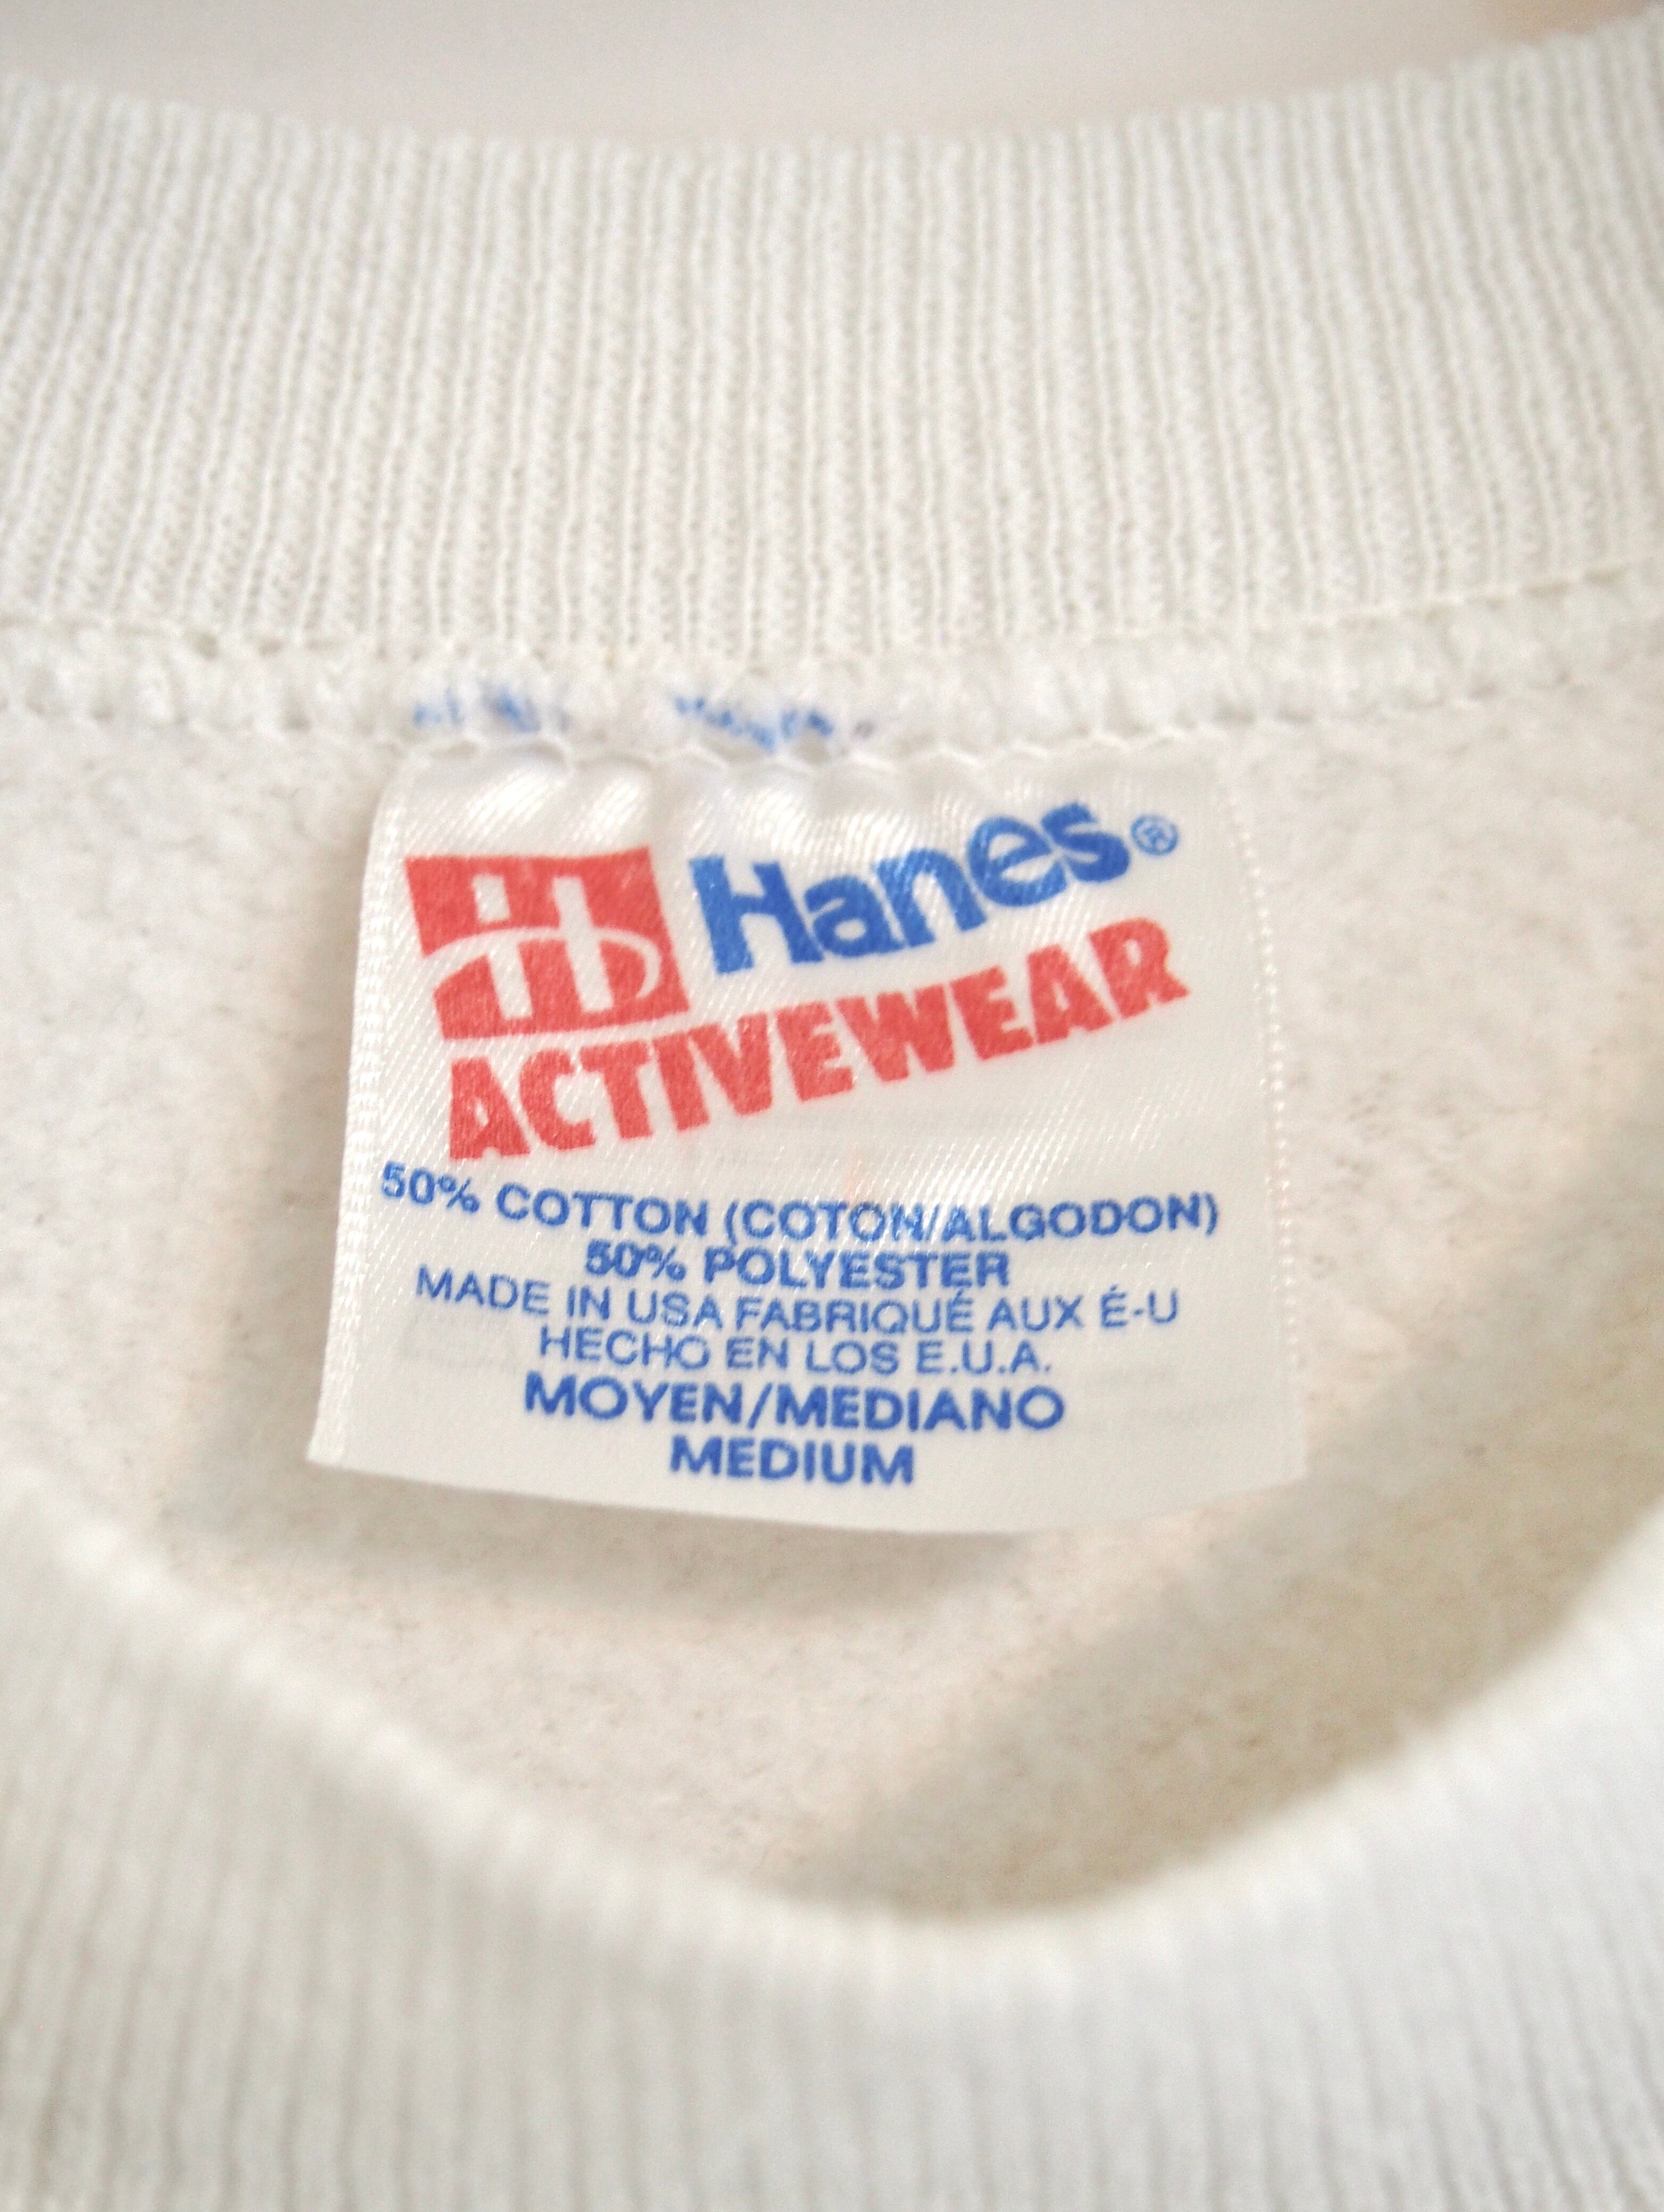 Hanes®
ACTIVEWEAR
50% COTTON (COTON/ALGODON)
50% POLYESTER
MADE IN USA FABRIQUÉ AUX É-U
HECHO EN LOS E.U.A.
MOYEN/MEDIANO
MEDIUM